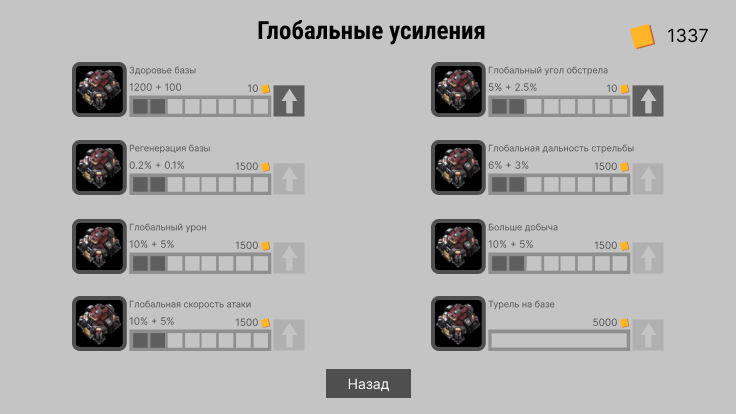 Глобальные усиления
1337
Здоровье базы
1200 + 100
10
Регенерация базы
0.2% + 0.1%
1500
Глобальный урон
10% + 5%
1500
Глобальная скорость атаки
10% + 5%
1500
Глобальный угол обстрела
5% + 2.5%
10
Глобальная дальность стрельбы
6% + 3%
1500
Больше добыча
10% + 5%
1500
Турель на базе
5000
Назад